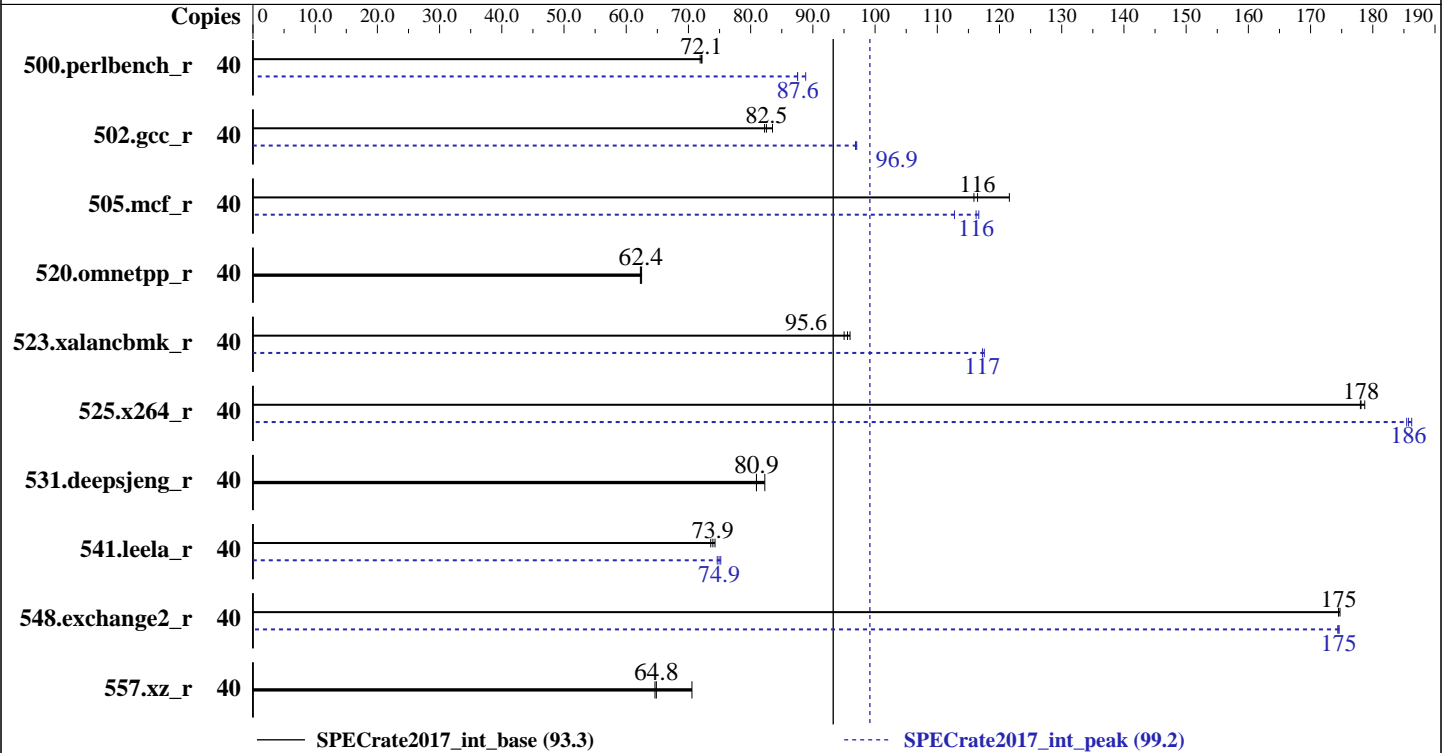 Copies 0 10.0 20.0 30.0 40.0 50.0 60.0 70.0 80.0 90.0 100 110 120 130 140 150 160 170 180 190
72.1
500.perlbench_r 40
87.6
82.5
502.gcc_r 40
96.9
116
505.mcf_r 40
116
62.4
520.omnetpp_r 40
95.6
523.xalancbmk_r 40
117
178
525.x264_r 40
186
80.9
531.deepsjeng_r 40
73.9
541.leela_r 40
74.9
175
548.exchange2_r 40
175
64.8
557.xz_r 40
SPECrate2017_int_base (93.3) SPECrate2017_int_peak (99.2)